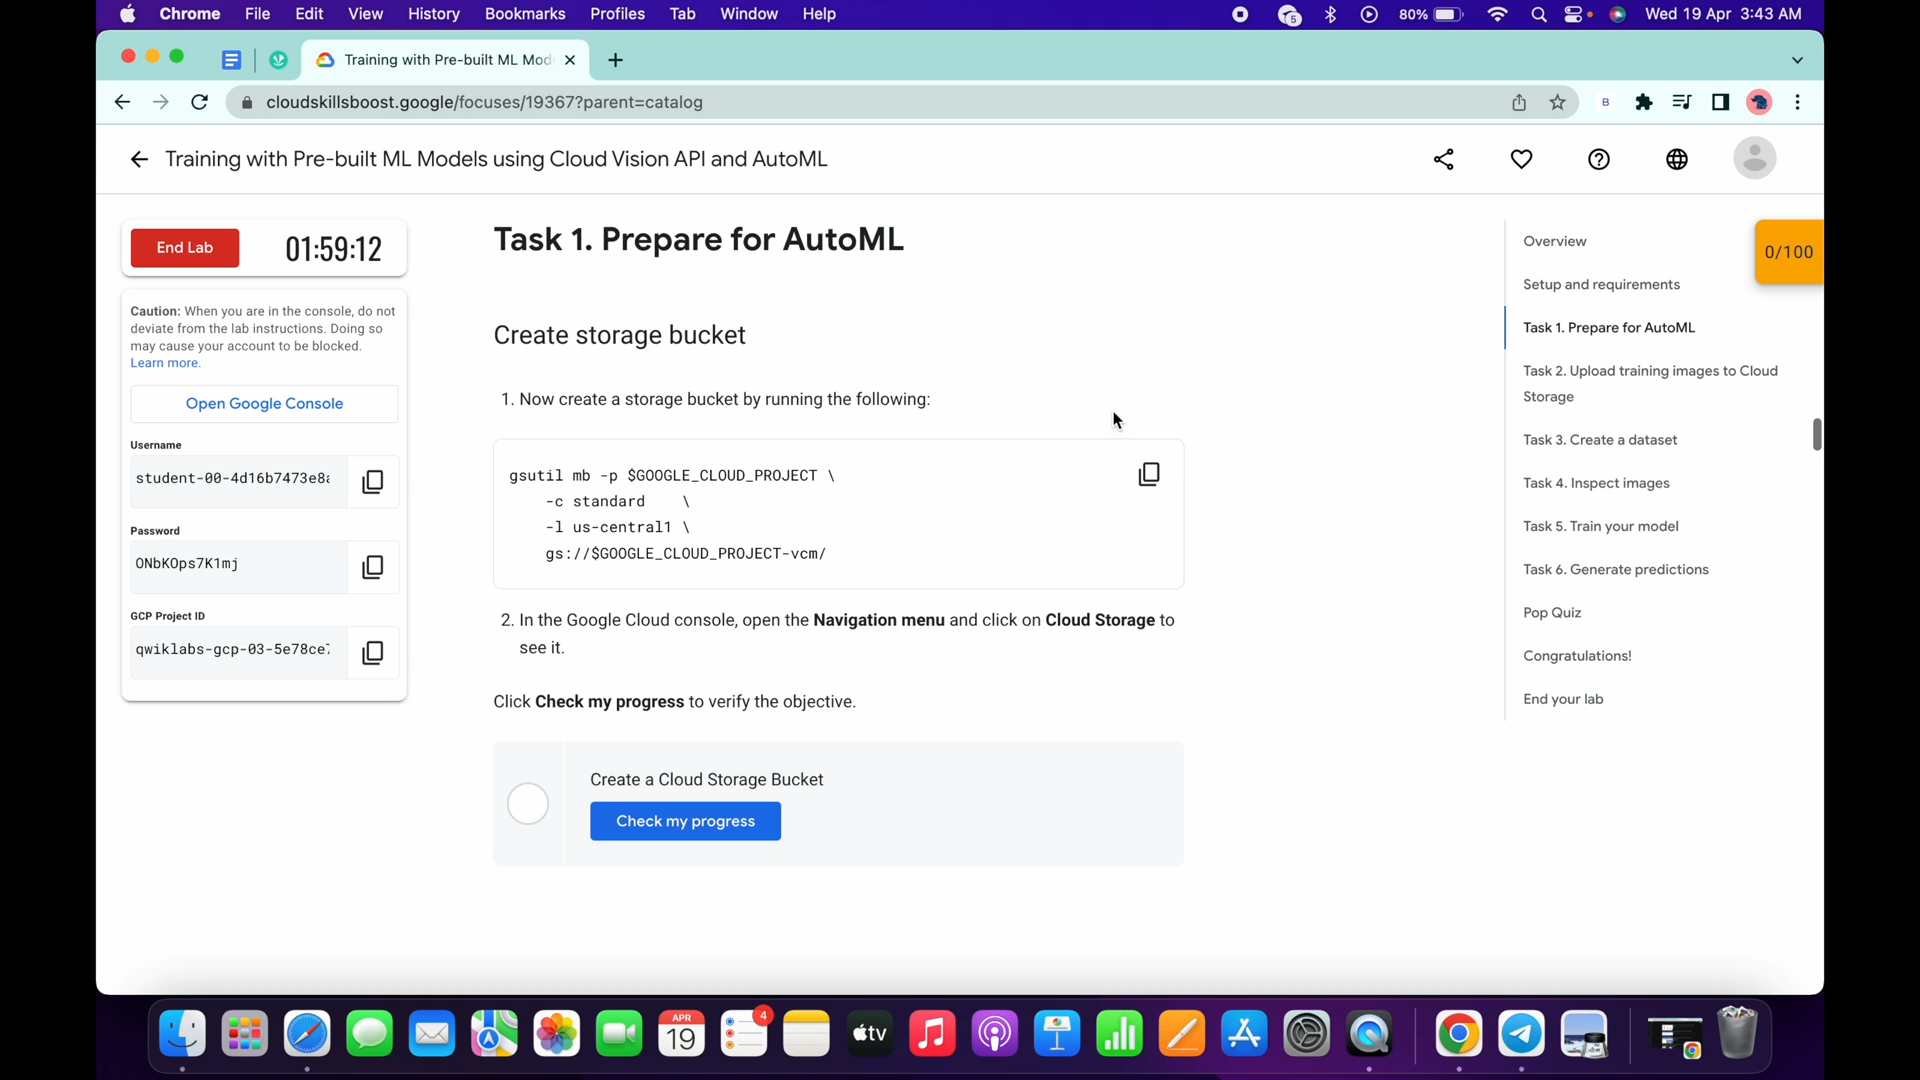 Chrome File Edit View History Bookmarks Profiles Tab Window Help
5 80% Wed 19 Apr 3:43 AM
Training with Pre-built ML Mod
cloudskillsboost.google/focuses/19367?parent=catalog
B
Training with Pre-built ML Models using Cloud Vision API and AutoML
End Lab 01:59:12
Caution: When you are in the console, do not
deviate from the lab instructions. Doing so
may cause your account to be blocked.
Learn more.
Open Google Console
Username
student-00-4d16b7473e8a
Password
ONbKOps7K1mj
GCP Project ID
qwiklabs-gcp-03-5e78ce7
Task 1. Prepare for AutoML
Create storage bucket
1. Now create a storage bucket by running the following:
gsutil mb -p $GOOGLE_CLOUD_PROJECT \
-c standard \
-l us-central1 \
gs://$GOOGLE_CLOUD_PROJECT-vcm/
2. In the Google Cloud console, open the Navigation menu and click on Cloud Storage to
see it.
Click Check my progress to verify the objective.
Create a Cloud Storage Bucket
Check my progress
Overview
Setup and requirements
Task 1. Prepare for AutoML
Task 2. Upload training images to Cloud
Storage
Task 3. Create a dataset
Task 4. Inspect images
Task 5. Train your model
Task 6. Generate predictions
Pop Quiz
Congratulations!
End your lab
0/100
APR
19
4
tv